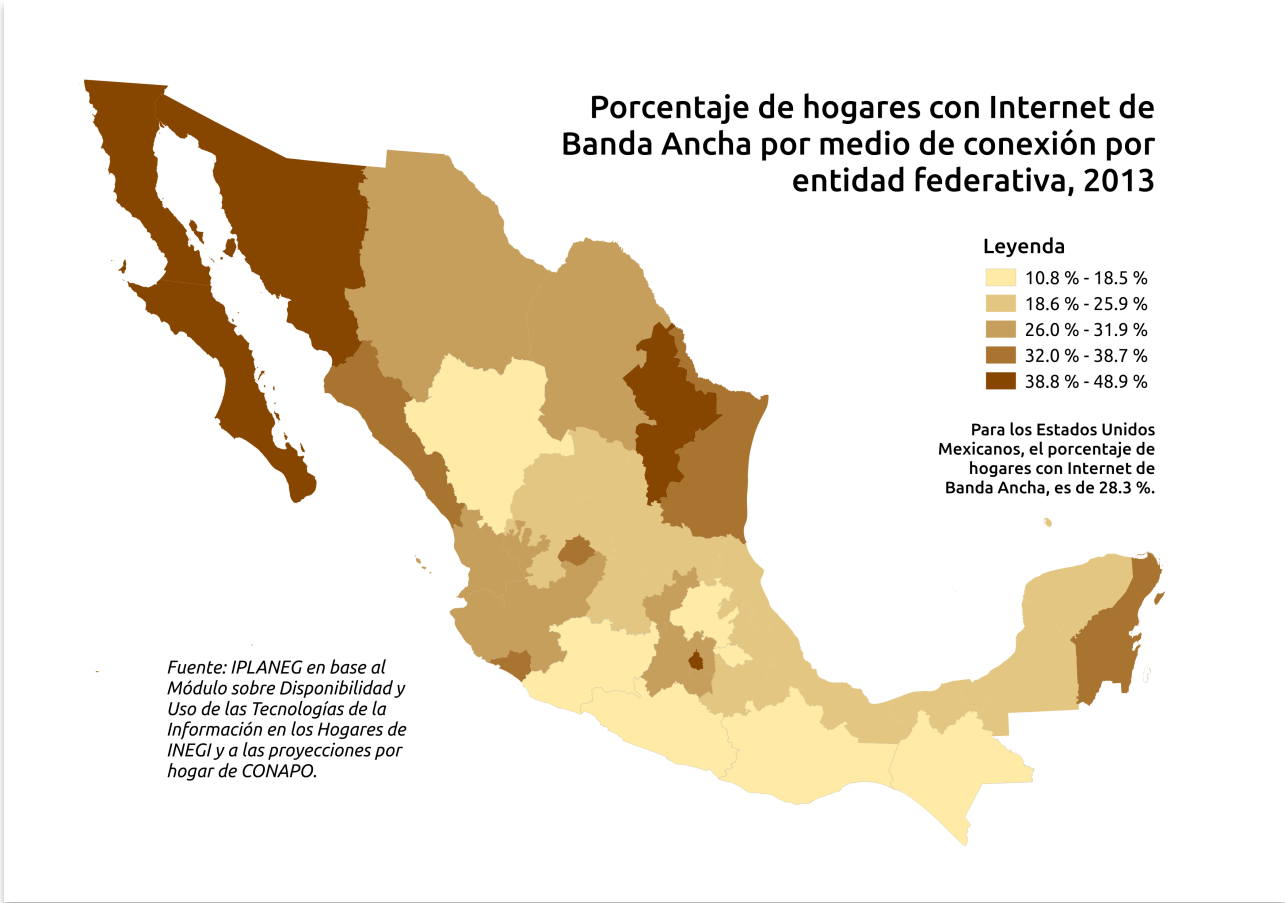 Porcentaje de hogares con Internet de
Banda Ancha por medio de conexión por
entidad federativa, 2013
Leyenda
10.8 % - 18.5 %
18.6 % - 25.9 %
26.0 % - 31.9 %
32.0 % - 38.7 %
38.8 % - 48.9 %
Para los Estados Unidos
Mexicanos, el porcentaje de
hogares con Internet de
Banda Ancha, es de 28.3 %.
Fuente: IPLANEG en base al
Módulo sobre Disponibilidad y
Uso de las Tecnologías de la
Información en los Hogares de
INEGI y a las proyecciones por
hogar de CONAPO.